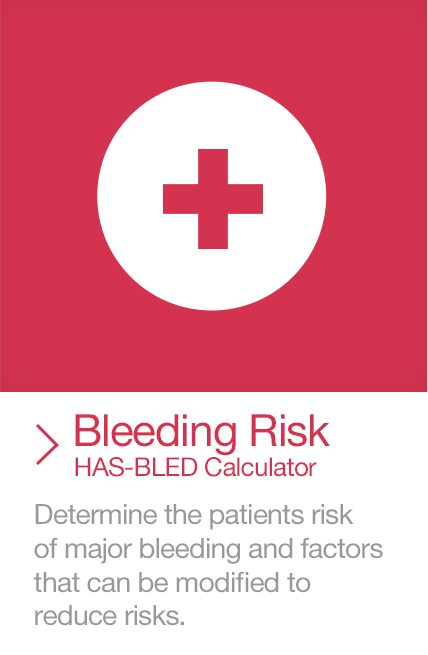 Bleeding Risk
HAS-BLED Calculator
Determine the patients risk
of major bleeding and factors
that can be modified to
reduce risks.